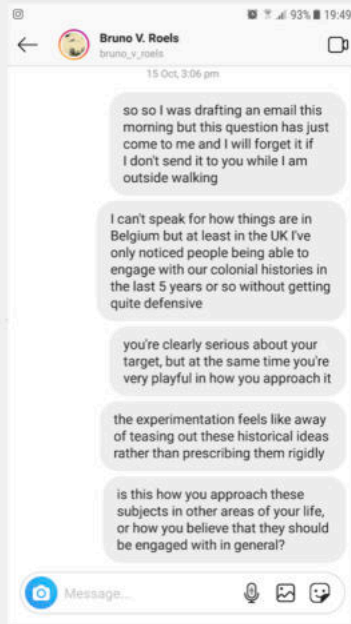 93% 19:49
Bruno V. Roels
bruno_v_roels
15 Oct, 3:06 pm
so so I was drafting an email this
morning but this question has just
come to me and I will forget it if
I don't send it to you while I am
outside walking
I can't speak for how things are in
Belgium but at least in the UK I've
only noticed people being able to
engage with our colonial histories in
the last 5 years or so without getting
quite defensive
you're clearly serious about your
target, but at the same time you're
very playful in how you approach it
the experimentation feels like away
of teasing out these historical ideas
rather than prescribing them rigidly
is this how you approach these
subjects in other areas of your life,
or how you believe that they should
be engaged with in general?
Message...